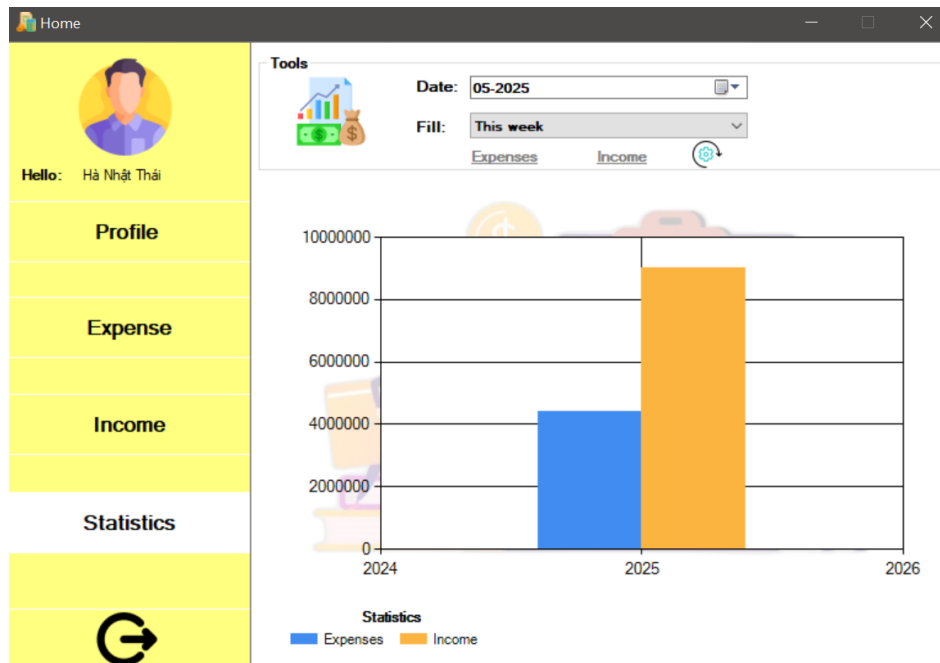 Home
Hello: Hà Nhật Thái
Profile
Expense
Income
Statistics
Tools
Date: 05-2025
Fill: This week
Expenses Income
10000000
8000000
6000000
4000000
2000000
0
2024 2025 2026
Statistics
Expenses Income